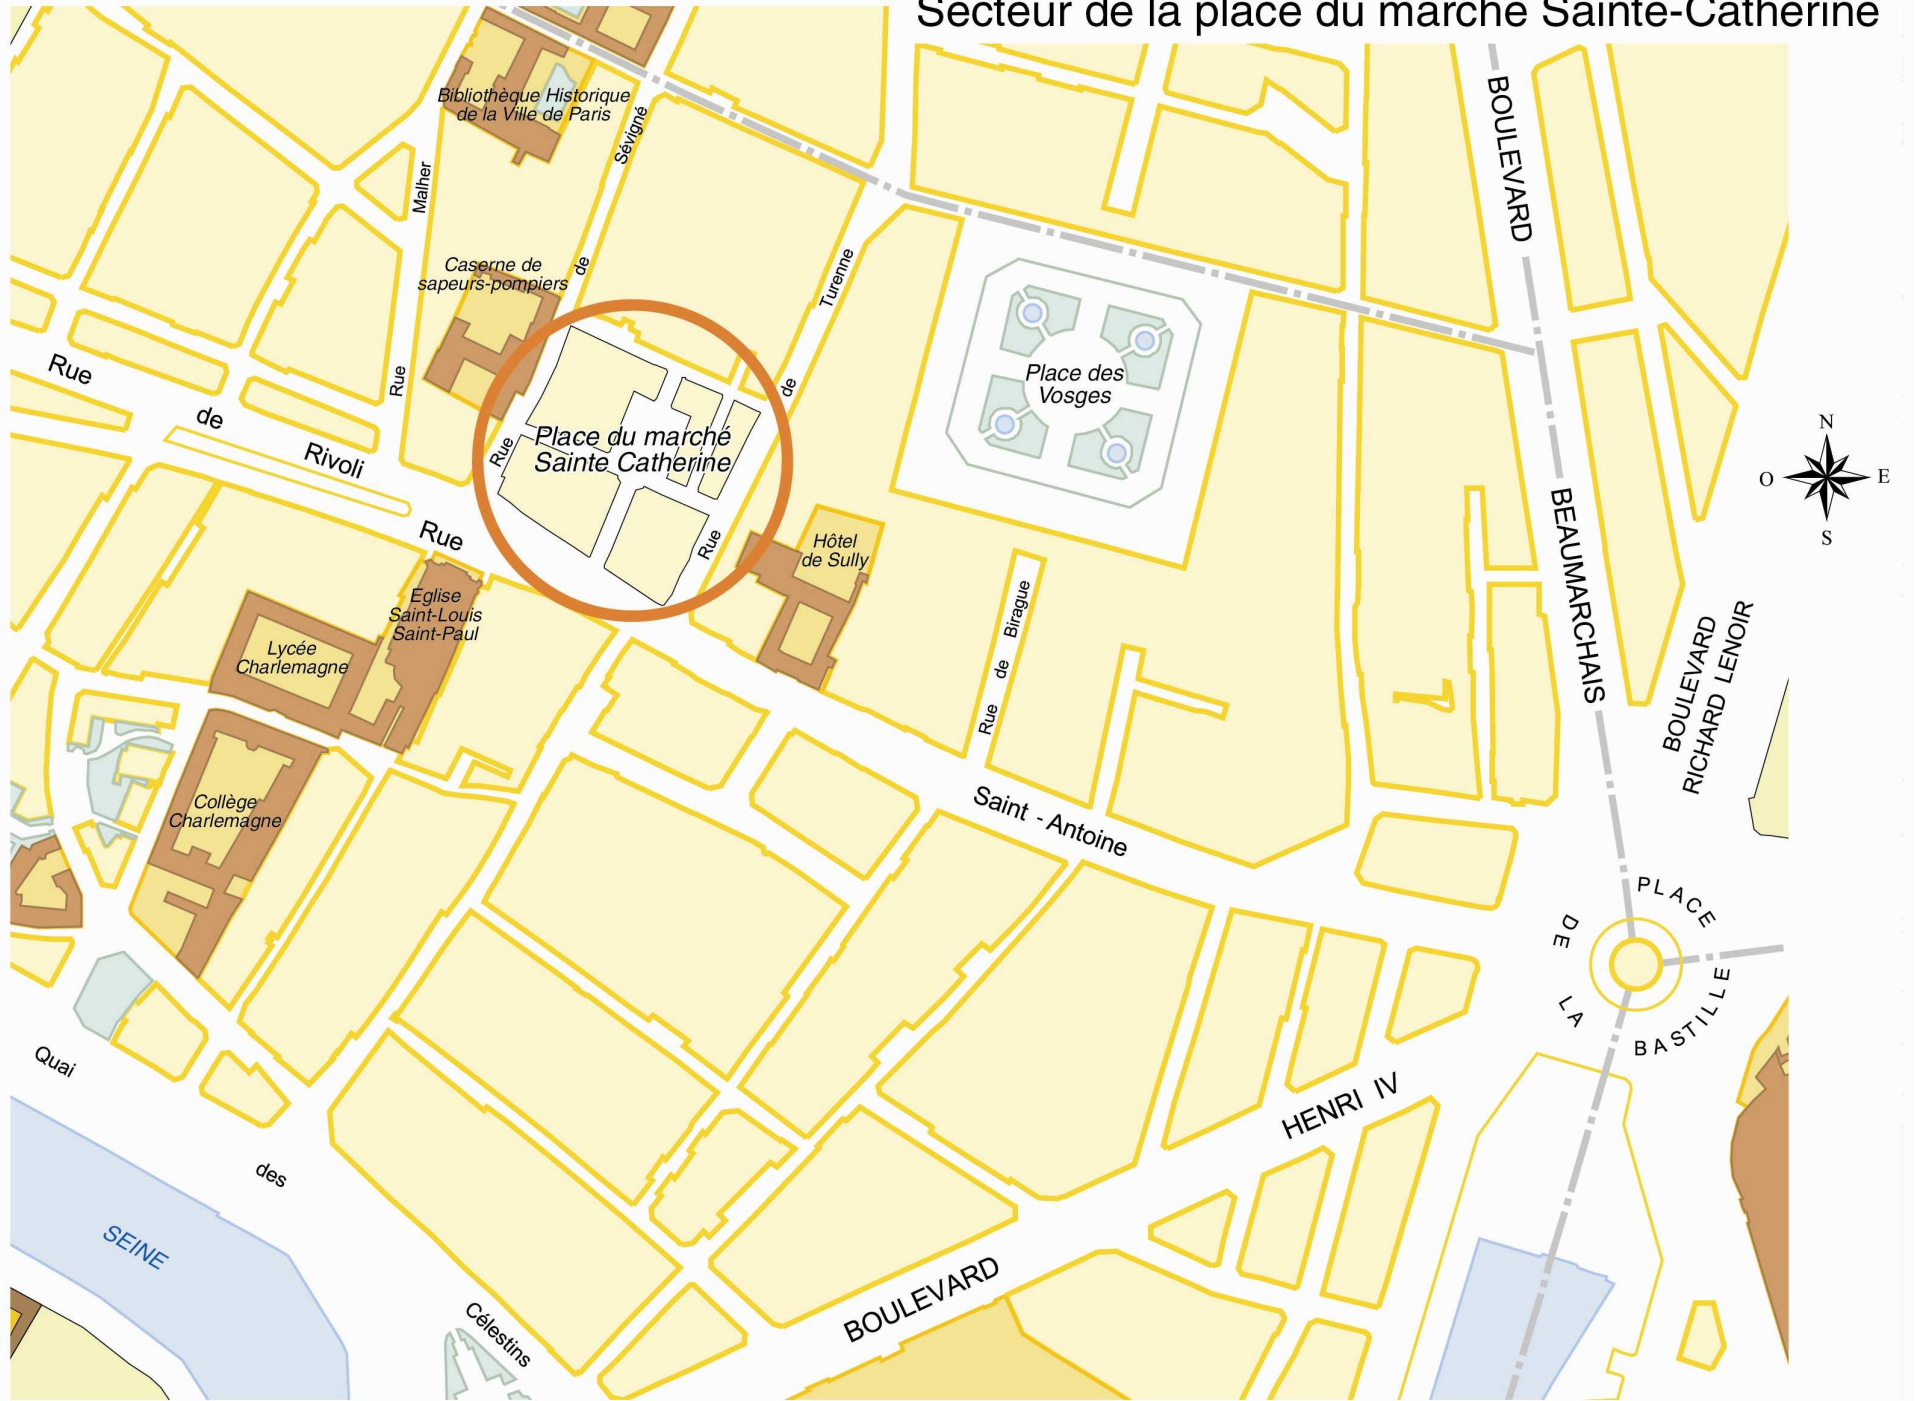 Secteur de la place du marché Sainte-Catherine
Bibliothèque Historique
de la Ville de Paris
Malher
Rue
Sévigné
de
Rue
Caserne de
sapeurs-pompiers
Turenne
de
Rue
Place du marché
Sainte Catherine
Place des
Vosges
BOULEVARD
BEAUMARCHAIS
N
O
E
S
Rue
de
Rivoli
Rue
Saint - Antoine
Hôtel
de Sully
Rue de Birague
Eglise
Saint-Louis
Saint-Paul
Lycée
Charlemagne
Collège
Charlemagne
BOULEVARD
RICHARD LENOIR
PLACE
DE
LA
BASTILLE
Quai
des
Célestins
SEINE
BOULEVARD
HENRI IV